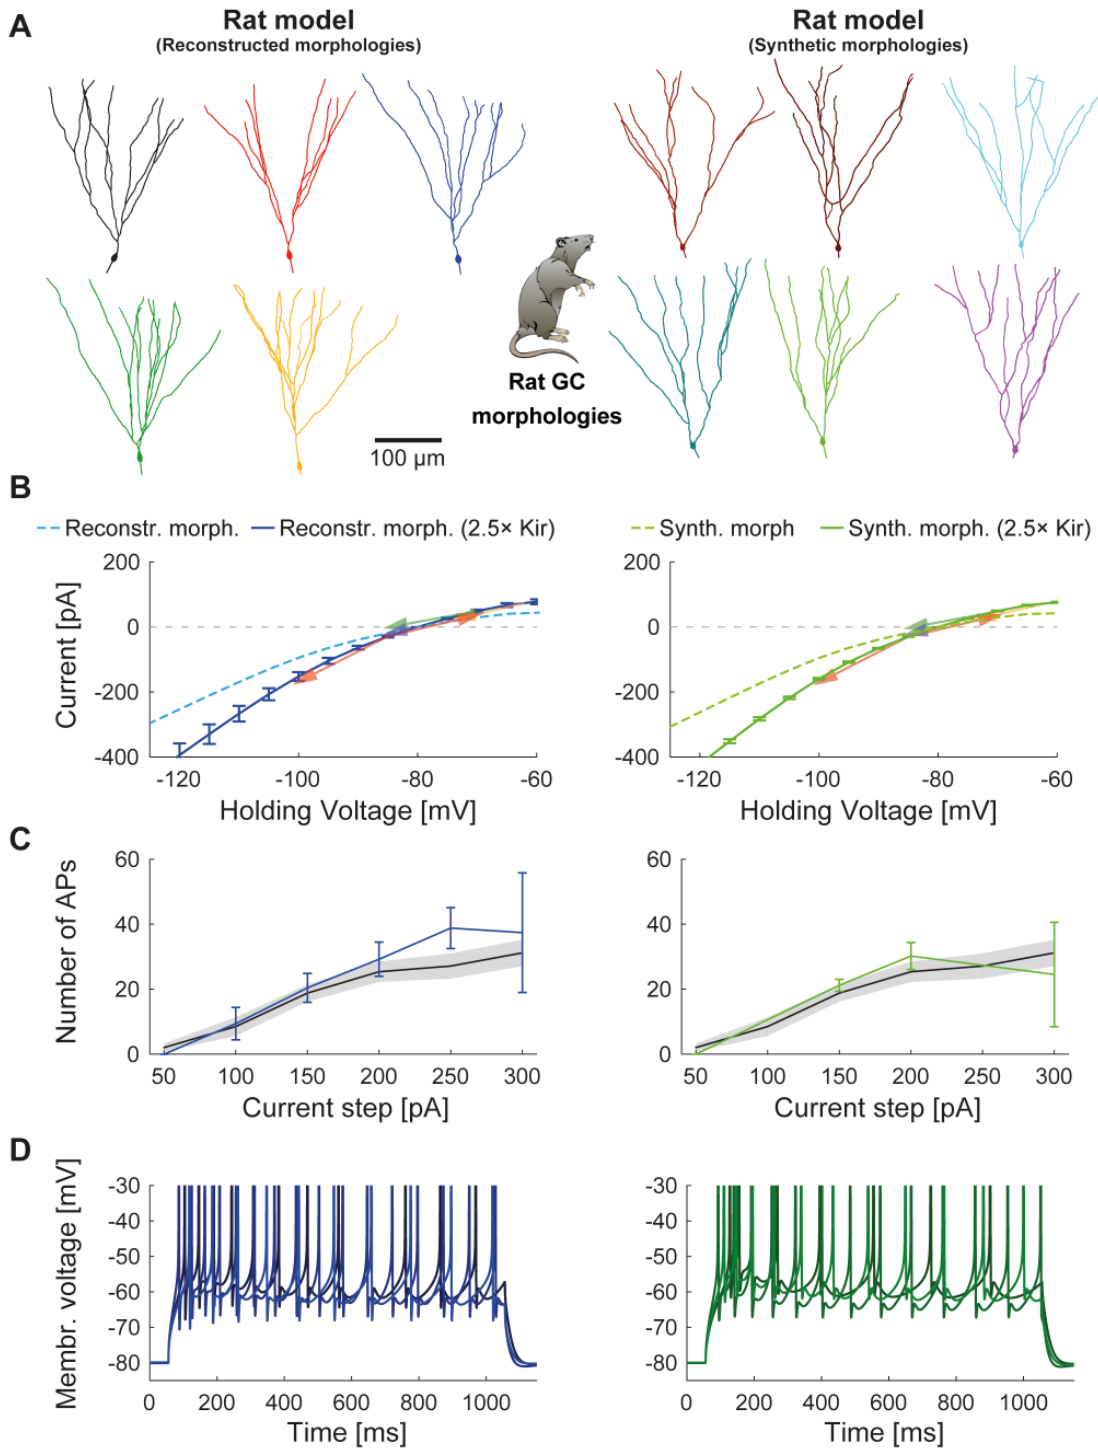 A
Rat model
(Reconstructed morphologies)
Rat model
(Synthetic morphologies)
Rat GC
morphologies
100 µm
B
Reconstr. morph.
Reconstr. morph. (2.5× Kir)
Synth. morph
Synth. morph. (2.5× Kir)
Current [pA]
200
0
-200
-400
-120
-100
-80
-60
Holding Voltage [mV]
200
0
-200
-400
-120
-100
-80
-60
Holding Voltage [mV]
C
Number of APs
60
40
20
0
50
100
150
200
250
300
Current step [pA]
60
40
20
0
50
100
150
200
250
300
Current step [pA]
D
Membr. voltage [mV]
-30
-40
-50
-60
-70
-80
0
200
400
600
800
1000
Time [ms]
-30
-40
-50
-60
-70
-80
0
200
400
600
800
1000
Time [ms]